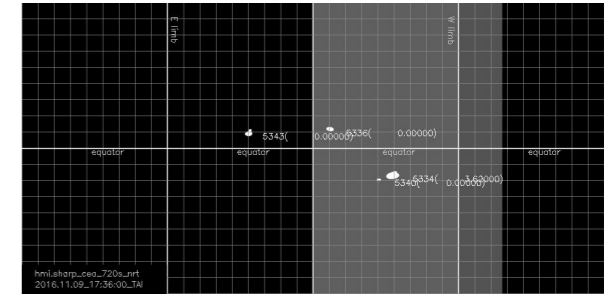 E limb
W limb
5343( 0.00000)
5336( 0.00000)
equator equator equator equator
5334( 3.62000)
5340( 0.00000)
hmi.sharp_cea_720s_nrt
2016.11.09_17:36:00_TAI